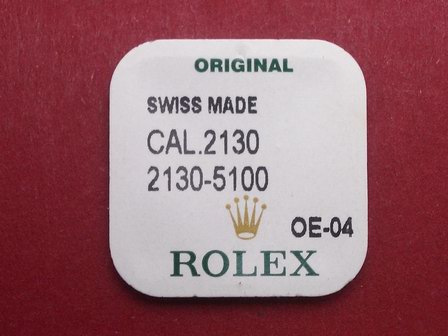 ORIGINAL
SWISS MADE
CAL.2130
2130-5100
OE-04
ROLEX